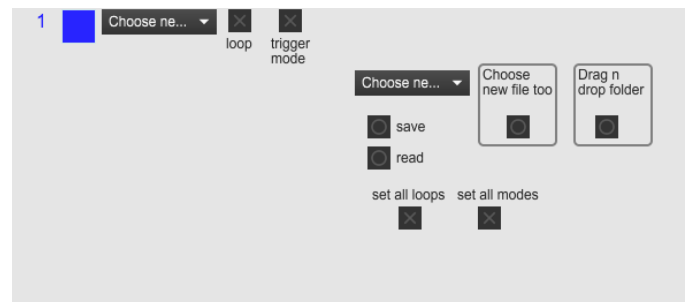 1
Choose ne...
loop
trigger
mode
Choose ne...
Choose
new file too
Drag n
drop folder
save
read
set all loops
set all modes